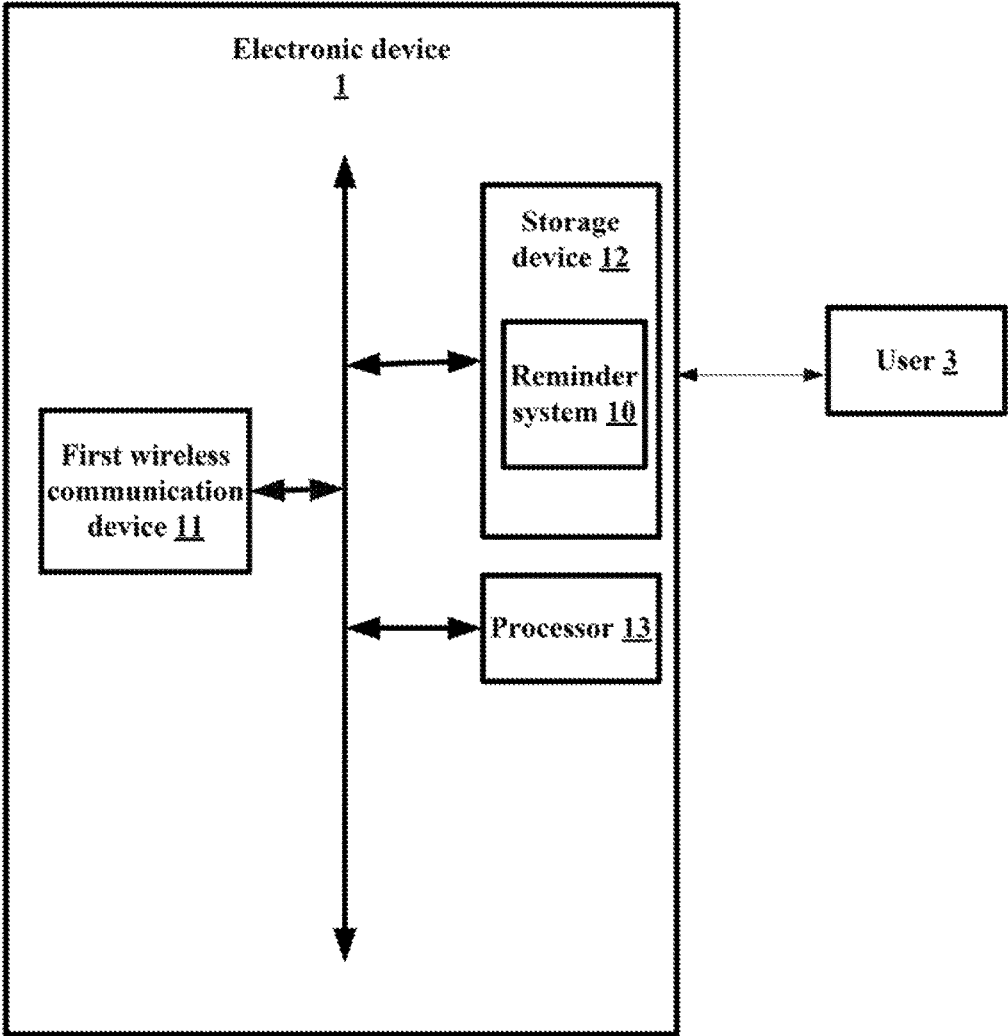 Electronic device
1
Storage
device 12
Reminder
system 10
User 3
First wireless
communication
device 11
Processor 13